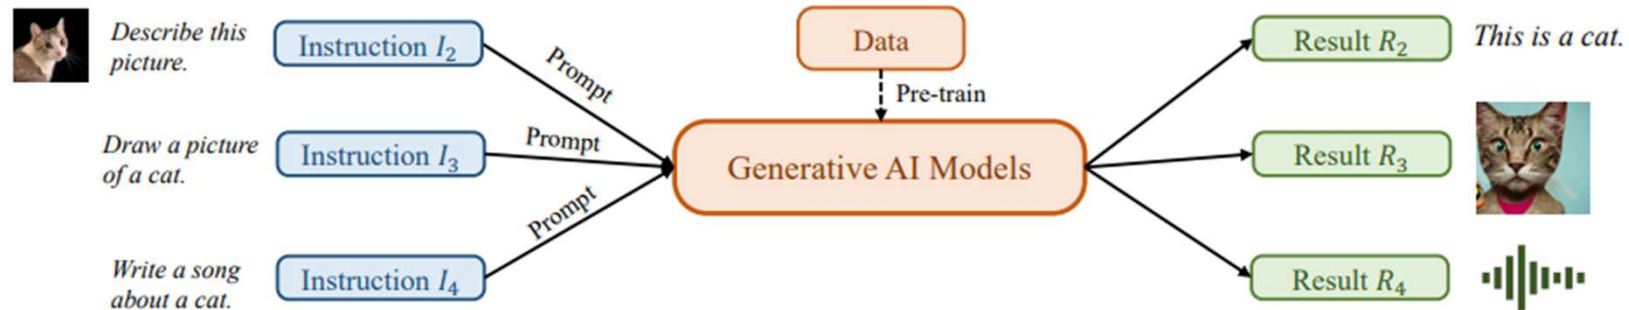 Describe this
picture.
Instruction I₂
Prompt
Data
Pre-train
Result R₂
This is a cat.
Draw a picture
of a cat.
Instruction I₃
Prompt
Generative AI Models
Result R₃
Write a song
about a cat.
Instruction I₄
Prompt
Result R₄